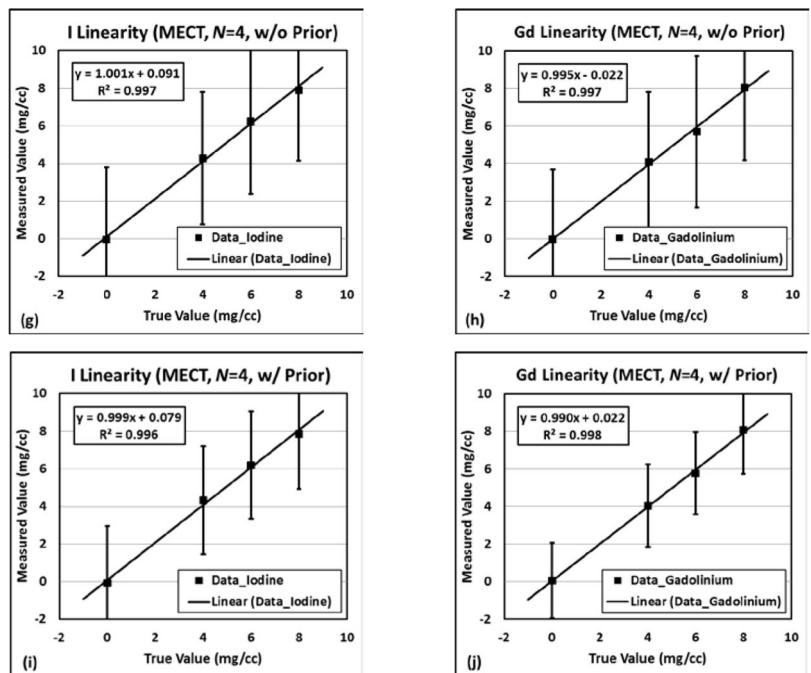 I Linearity (MECT, N=4, w/o Prior)
y = 1.001x + 0.091
R² = 0.997
Measured Value (mg/cc)
10
8
6
4
2
0
-2
Data_Iodine
Linear (Data_Iodine)
-2 0 2 4 6 8 10
True Value (mg/cc)
(g)
Gd Linearity (MECT, N=4, w/o Prior)
y = 0.995x - 0.022
R² = 0.997
Measured Value (mg/cc)
10
8
6
4
2
0
-2
Data_Gadolinium
Linear (Data_Gadolinium)
-2 0 2 4 6 8 10
True Value (mg/cc)
(h)
I Linearity (MECT, N=4, w/ Prior)
y = 0.999x + 0.079
R² = 0.996
Measured Value (mg/cc)
10
8
6
4
2
0
-2
Data_Iodine
Linear (Data_Iodine)
-2 0 2 4 6 8 10
True Value (mg/cc)
(i)
Gd Linearity (MECT, N=4, w/ Prior)
y = 0.990x + 0.022
R² = 0.998
Measured Value (mg/cc)
10
8
6
4
2
0
-2
Data_Gadolinium
Linear (Data_Gadolinium)
-2 0 2 4 6 8 10
True Value (mg/cc)
(j)